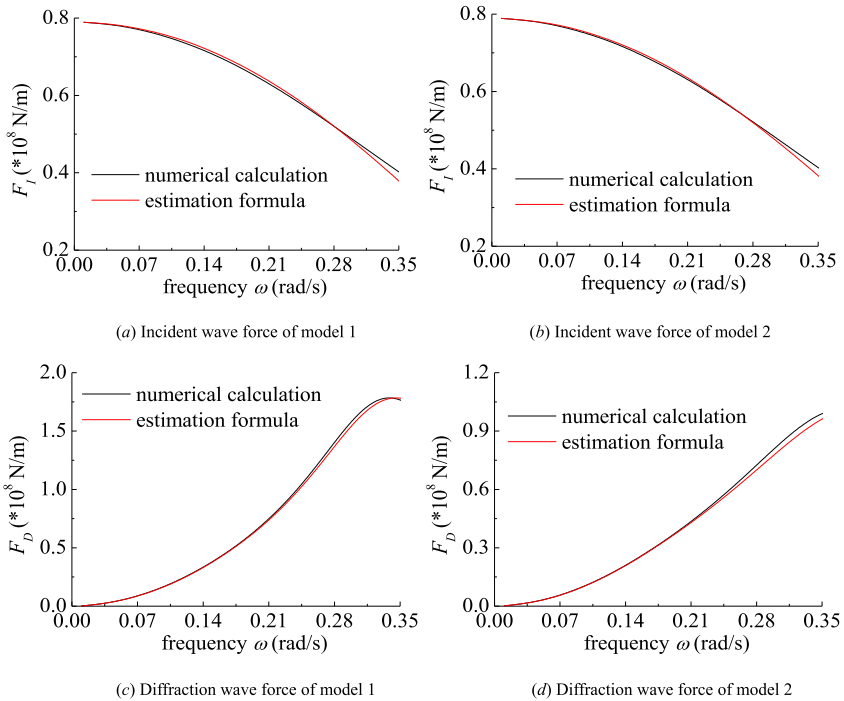 0.8
0.6
0.4
0.2
F_I (*10^8 N/m)
numerical calculation
estimation formula
0.00 0.07 0.14 0.21 0.28 0.35
frequency ω (rad/s)
(a) Incident wave force of model 1
0.8
0.6
0.4
0.2
F_I (*10^8 N/m)
numerical calculation
estimation formula
0.00 0.07 0.14 0.21 0.28 0.35
frequency ω (rad/s)
(b) Incident wave force of model 2
2.0
1.5
1.0
0.5
0.0
F_D (*10^8 N/m)
numerical calculation
estimation formula
0.00 0.07 0.14 0.21 0.28 0.35
frequency ω (rad/s)
(c) Diffraction wave force of model 1
1.2
0.9
0.6
0.3
0.0
F_D (*10^8 N/m)
numerical calculation
estimation formula
0.00 0.07 0.14 0.21 0.28 0.35
frequency ω (rad/s)
(d) Diffraction wave force of model 2